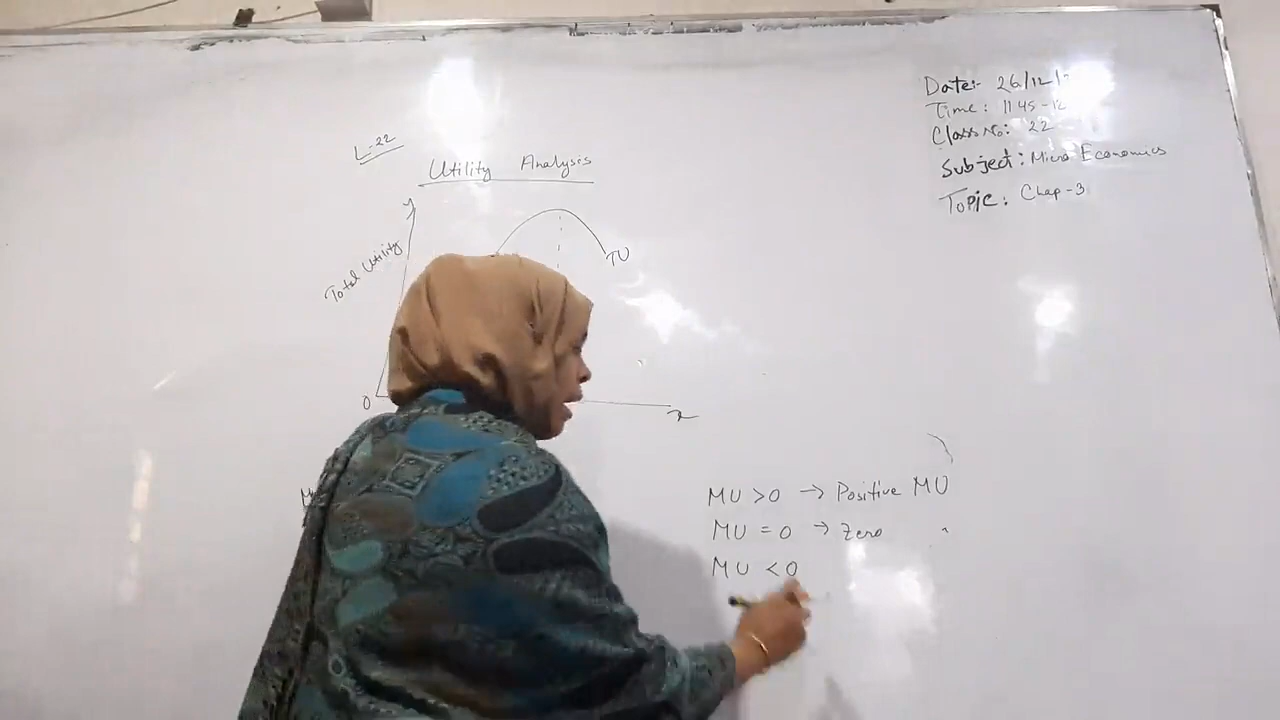 Date:- 26/12/
Time: 11 45 - 12
Class No: 22
Subject: Micro Economics
Topic: Chap-3
L-22
Utility Analysis
Total Utility
TU
0
x
M
MU > 0 → Positive MU
MU = 0 → Zero "
MU < 0